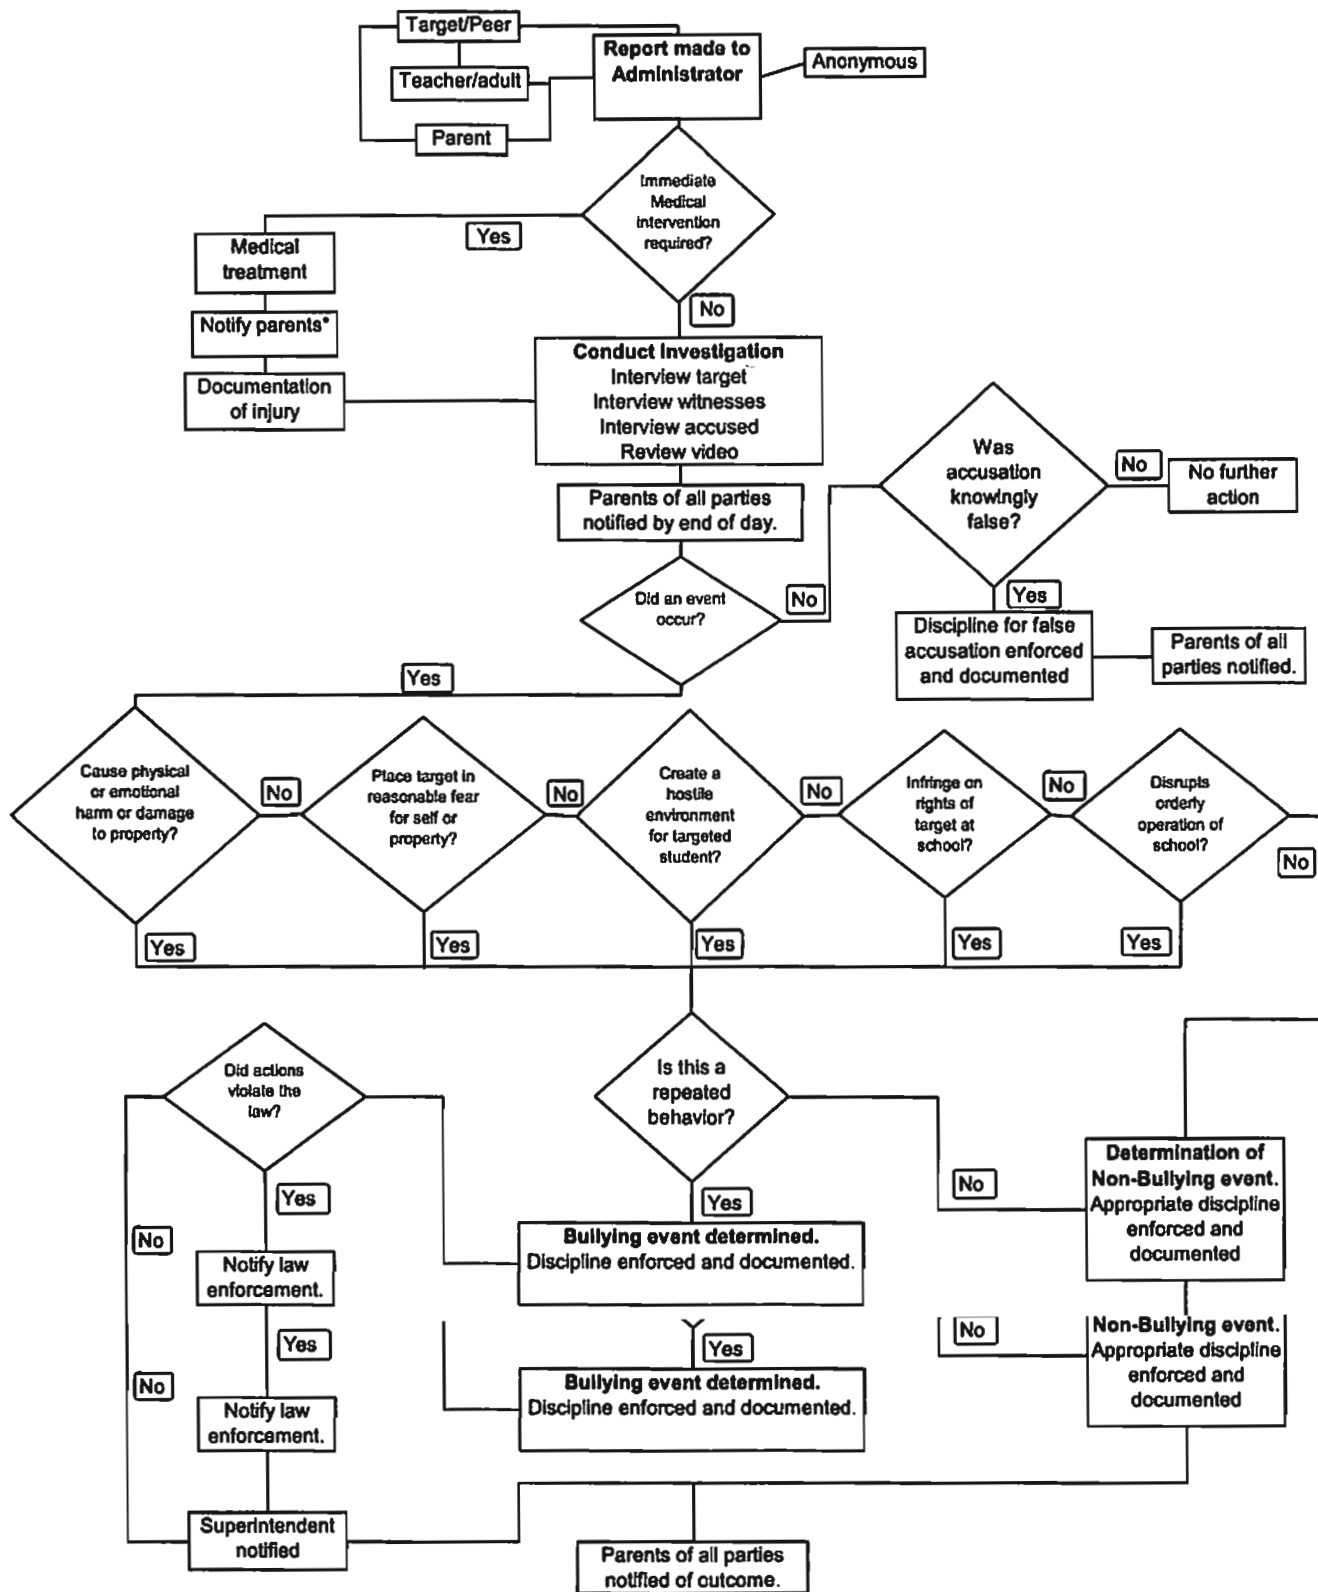 Target/Peer
Report made to
Administrator
Anonymous
Teacher/adult
Parent
Immediate
Medical
intervention
required?
Yes
Medical
treatment
No
Notify parents*
Conduct Investigation
Interview target
Interview witnesses
Interview accused
Review video
Documentation
of injury
Was
accusation
knowingly
false?
No
No further
action
Parents of all parties
notified by end of day.
Did an event
occur?
No
Yes
Discipline for false
accusation enforced
and documented
Parents of all
parties notified.
Yes
Cause physical
or emotional
harm or damage
to property?
No
Place target in
reasonable fear
for self or
property?
No
Create a
hostile
environment
for targeted
student?
No
Infringe on
rights of
target at
school?
No
Disrupts
orderly
operation of
school?
No
Yes
Yes
Yes
Yes
Yes
Did actions
violate the
law?
Is this a
repeated
behavior?
Determination of
Non-Bullying event.
Appropriate discipline
enforced and
documented
No
Yes
Yes
No
Bullying event determined.
Discipline enforced and documented.
Notify law
enforcement.
No
Non-Bullying event.
Appropriate discipline
enforced and
documented
Yes
Yes
No
Bullying event determined.
Discipline enforced and documented.
Notify law
enforcement.
Superintendent
notified
Parents of all parties
notified of outcome.